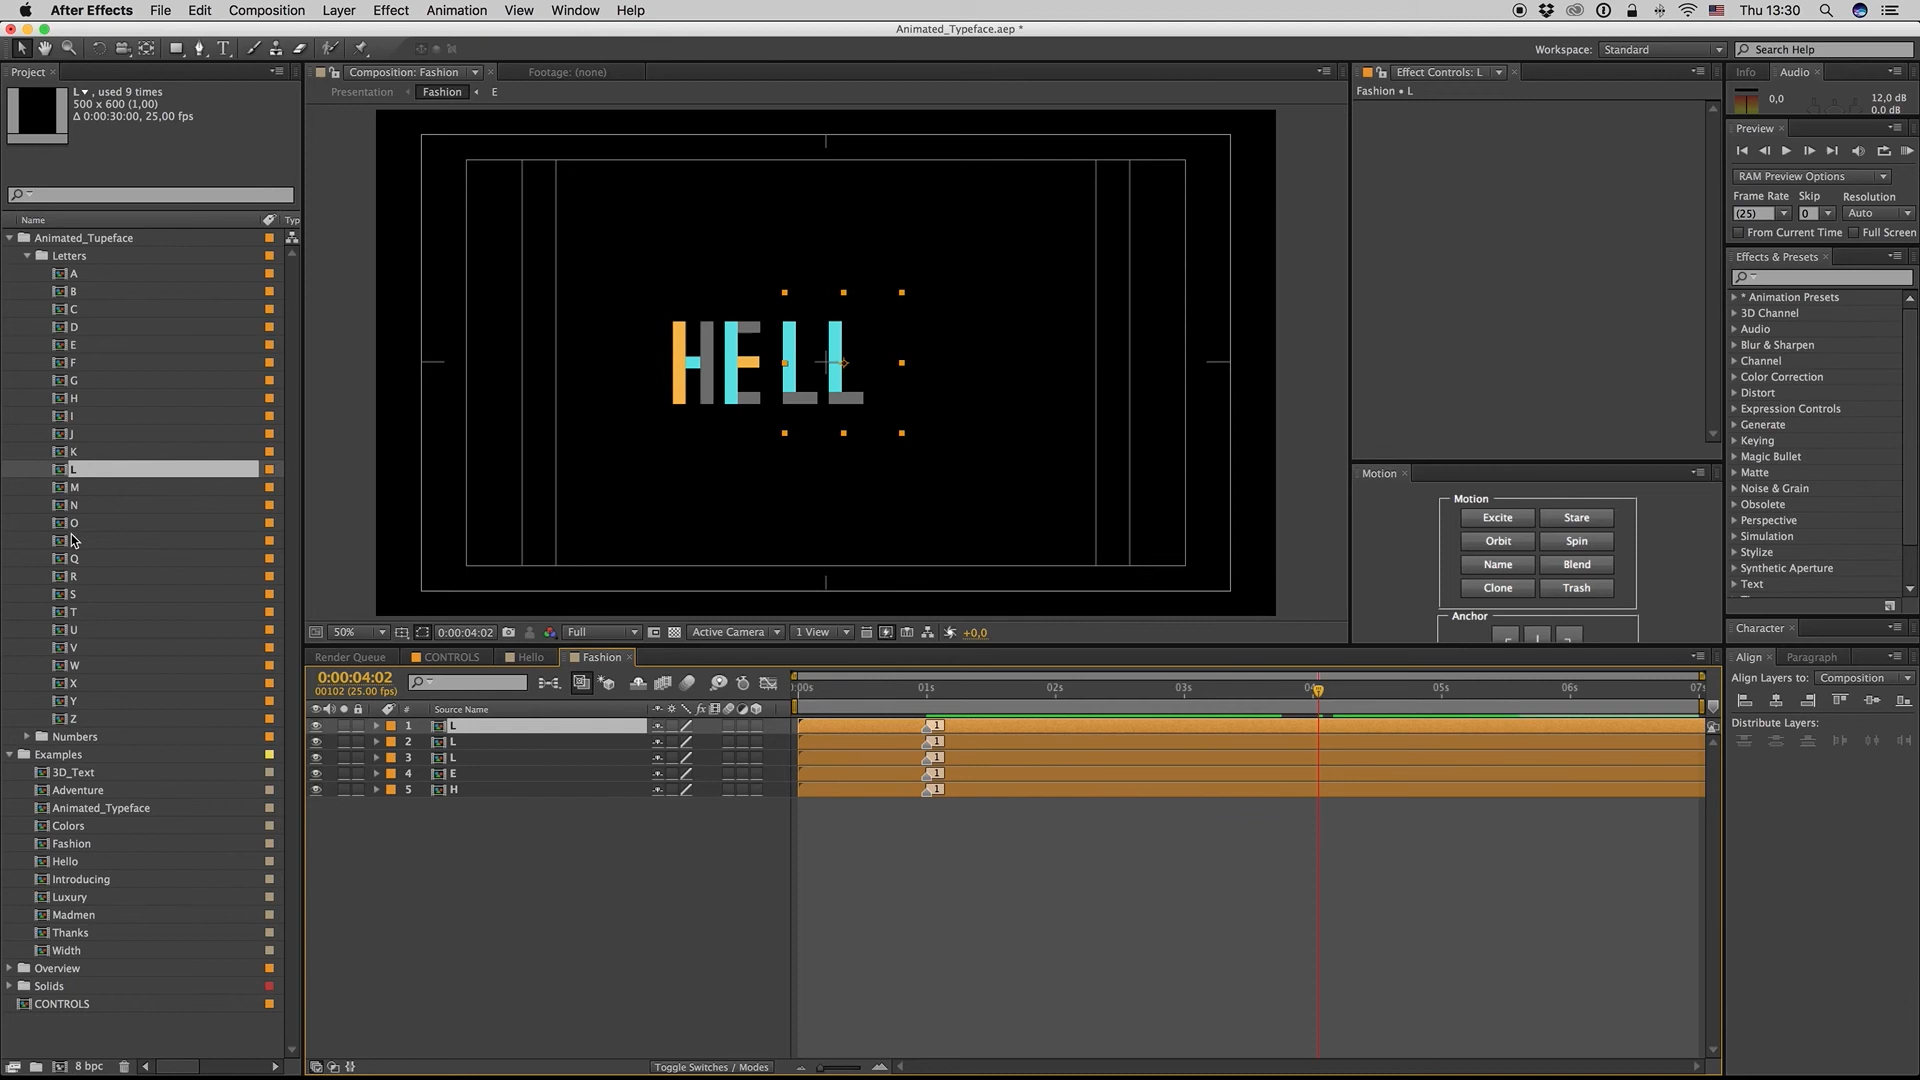 After Effects File Edit Composition Layer Effect Animation View Window Help Thu 13:30
Animated_Typeface.aep *
Workspace: Standard Search Help
Project
L▾ , used 9 times
500 x 600 (1,00)
Δ 0:00:30:00, 25,00 fps
Name Typ
Animated_Tupeface
Letters
A
B
C
D
E
F
G
H
I
J
K
L
M
N
O
Q
R
S
T
U
V
W
X
Y
Z
Numbers
Examples
3D_Text
Adventure
Animated_Typeface
Colors
Fashion
Hello
Introducing
Luxury
Madmen
Thanks
Width
Overview
Solids
CONTROLS
8 bpc
Composition: Fashion Footage: (none)
Presentation Fashion E
HELL
50% 0:00:04:02 Full Active Camera 1 View +0,0
Effect Controls: L
Fashion • L
Motion
Motion
Excite Stare
Orbit Spin
Name Blend
Clone Trash
Anchor
Info Audio
0,0 12,0 dB
0.0 dB
Preview
RAM Preview Options
Frame Rate Skip Resolution
(25) 0 Auto
From Current Time Full Screen
Effects & Presets
* Animation Presets
3D Channel
Audio
Blur & Sharpen
Channel
Color Correction
Distort
Expression Controls
Generate
Keying
Magic Bullet
Matte
Noise & Grain
Obsolete
Perspective
Simulation
Stylize
Synthetic Aperture
Text
Character
Align Paragraph
Align Layers to: Composition
Distribute Layers:
Render Queue CONTROLS Hello Fashion
0:00:04:02
00102 (25.00 fps)
# Source Name
:00s 01s 02s 03s 04s 05s 06s 07s
1 L 1
2 L 1
3 L 1
4 E 1
5 H 1
Toggle Switches / Modes